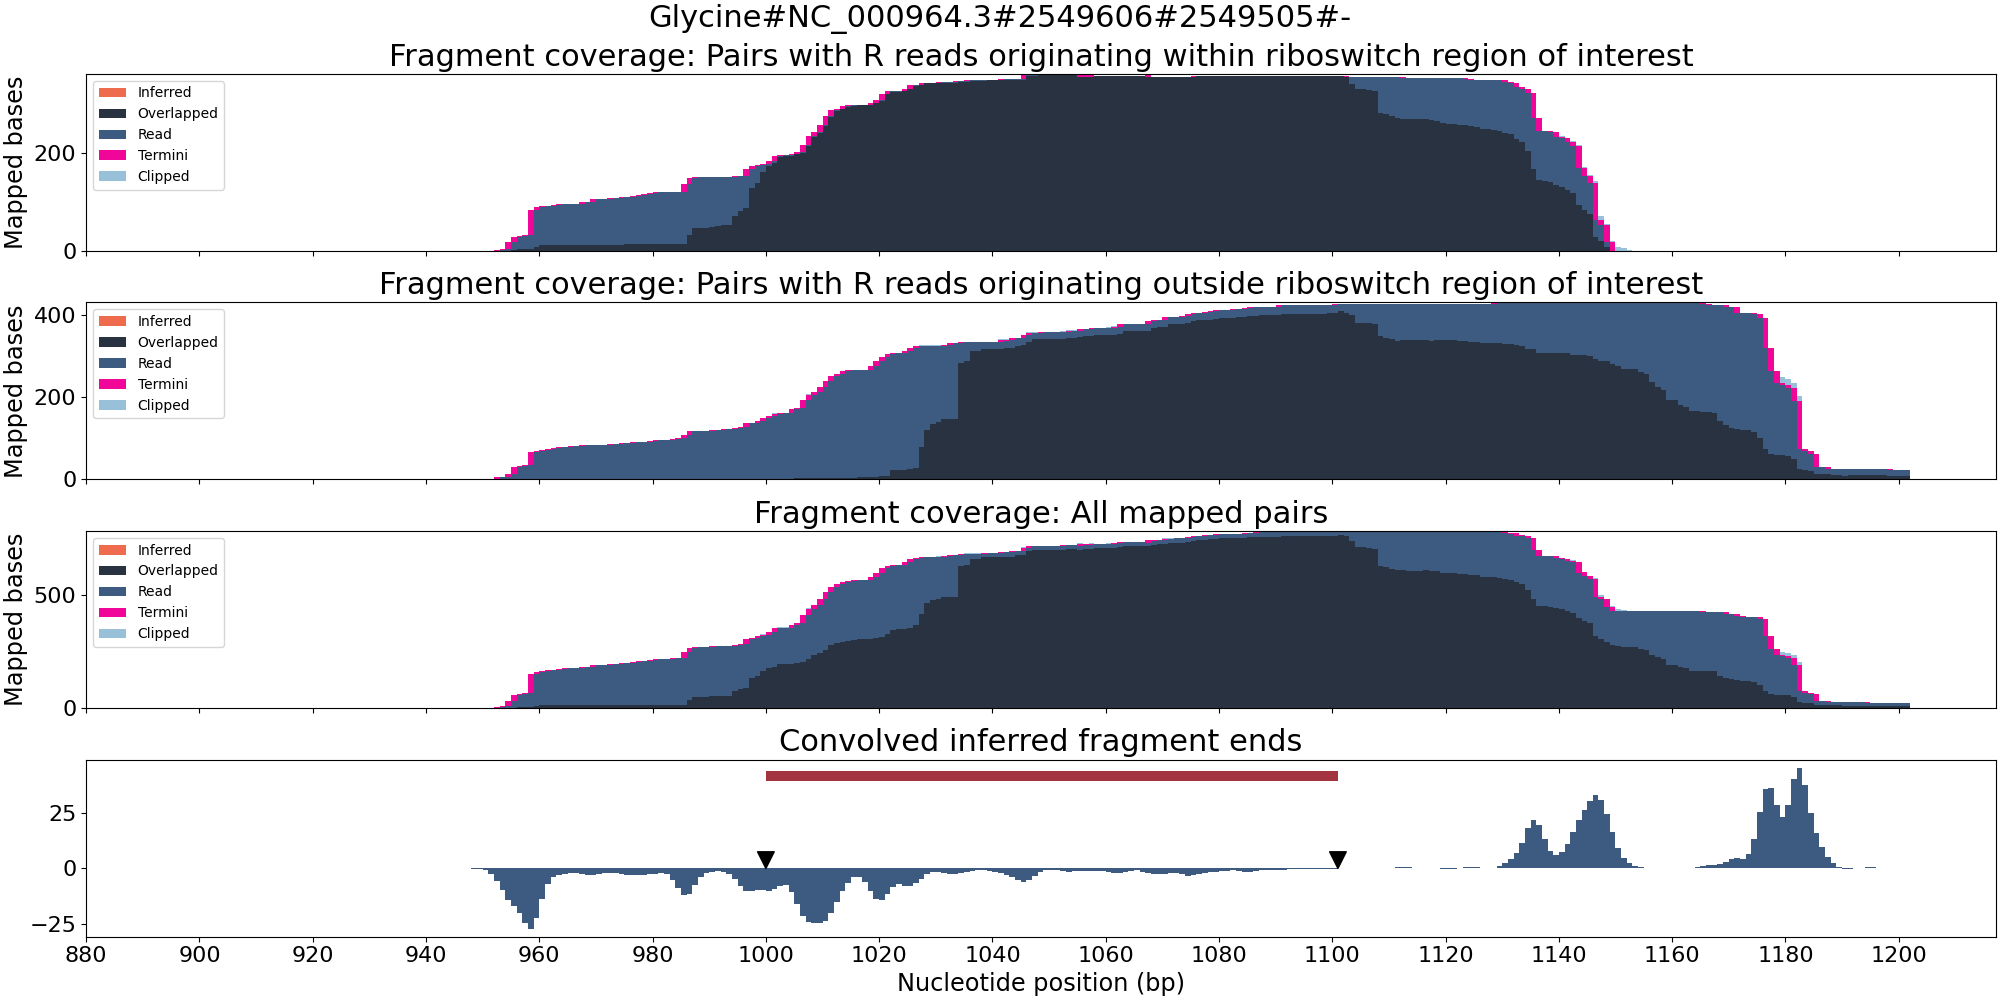 Glycine#NC_000964.3#2549606#2549505#-
Fragment coverage: Pairs with R reads originating within riboswitch region of interest
Mapped bases
200
0
Inferred
Overlapped
Read
Termini
Clipped
Fragment coverage: Pairs with R reads originating outside riboswitch region of interest
Mapped bases
400
200
0
Inferred
Overlapped
Read
Termini
Clipped
Fragment coverage: All mapped pairs
Mapped bases
500
0
Inferred
Overlapped
Read
Termini
Clipped
Convolved inferred fragment ends
25
0
−25
880 900 920 940 960 980 1000 1020 1040 1060 1080 1100 1120 1140 1160 1180 1200
Nucleotide position (bp)